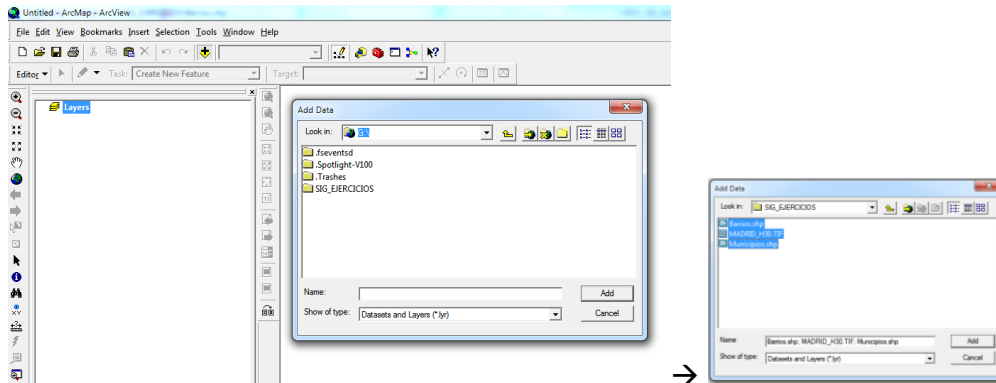 Untitled - ArcMap - ArcView
File Edit View Bookmarks Insert Selection Tools Window Help
Editor Task: Create New Feature Target:
Layers
Add Data
Look in: G:\
.fseventsd
.Spotlight-V100
.Trashes
SIG_EJERCICIOS
Name: Add
Show of type: Datasets and Layers (*.lyr) Cancel
→
Add Data
Look in: SIG_EJERCICIOS
Barrios.shp
MADRID_H30.TIF
Municipios.shp
Name: Barrios.shp; MADRID_H30.TIF; Municipios.shp Add
Show of type: Datasets and Layers (*.lyr) Cancel